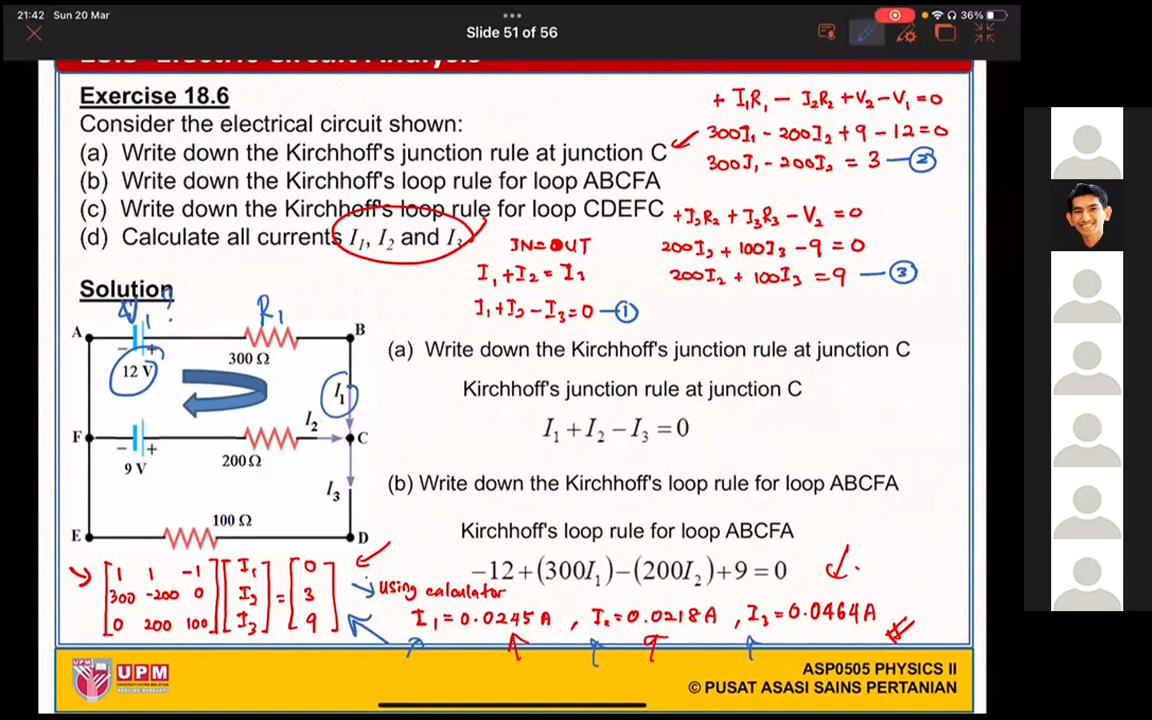 21:42 Sun 20 Mar
36%
Slide 51 of 56
Exercise 18.6
Consider the electrical circuit shown:
(a) Write down the Kirchhoff's junction rule at junction C
(b) Write down the Kirchhoff's loop rule for loop ABCFA
(c) Write down the Kirchhoff's loop rule for loop CDEFC
(d) Calculate all currents I₁, I₂ and I₃
+ I₁R₁ - I₂R₂ + V₂ - V₁ = 0
300I₁ - 200I₂ + 9 - 12 = 0
300I₁ - 200I₂ = 3 — ②
+I₂R₂ + I₃R₃ - V₂ = 0
200I₂ + 100I₃ - 9 = 0
200I₂ + 100I₃ = 9 — ③
IN = OUT
I₁ + I₂ = I₃
I₁ + I₂ - I₃ = 0 — ①
Solution
V₁ ?
R₁
A
B
- +
300 Ω
12 V
I₁
I₂
F
C
- +
200Ω
9 V
I₃
100 Ω
E
D
(a) Write down the Kirchhoff's junction rule at junction C
Kirchhoff's junction rule at junction C
I₁ + I₂ − I₃ = 0
(b) Write down the Kirchhoff's loop rule for loop ABCFA
Kirchhoff's loop rule for loop ABCFA
−12 + (300I₁) − (200I₂) + 9 = 0
1 1 -1 I₁ = 0
300 -200 0 I₂ 3
0 200 100 I₃ 9
using calculator
I₁ = 0.0245 A , I₂ = 0.0218 A , I₃ = 0.0464 A
UPM
ASP0505 PHYSICS II
© PUSAT ASASI SAINS PERTANIAN